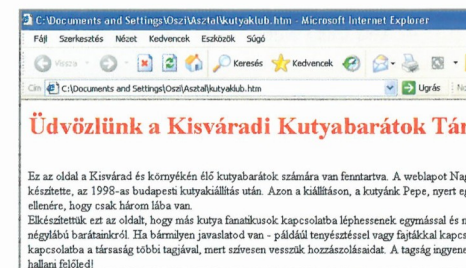 C:\Documents and Settings\Oszi\Asztal\kutyaklub.htm - Microsoft Internet Explorer
Fájl Szerkesztés Nézet Kedvencek Eszközök Súgó
Vissza Keresés Kedvencek
Cím C:\Documents and Settings\Oszi\Asztal\kutyaklub.htm Ugrás
Üdvözlünk a Kisváradi Kutyabarátok Tár
Ez az oldal a Kisvárad és környékén élő kutyabarátok számára van fenntartva. A weblapot Nag
készítette, az 1998-as budapesti kutyakiállítás után. Azon a kiállításon, a kutyánk Pepe, nyert eg
ellenére, hogy csak három lába van.
Elkészítettük ezt az oldalt, hogy más kutya fanatikusok kapcsolatba léphessenek egymással és m
négylábú barátainkról. Ha bármilyen javaslatod van - páldáúl tenyésztéssel vagy fajtákkal kapcs
kapcsolatba a társaság többi tagjával, mert szívesen vesszük hozzászólásaidat. A tagság ingyene
hallani felőled!